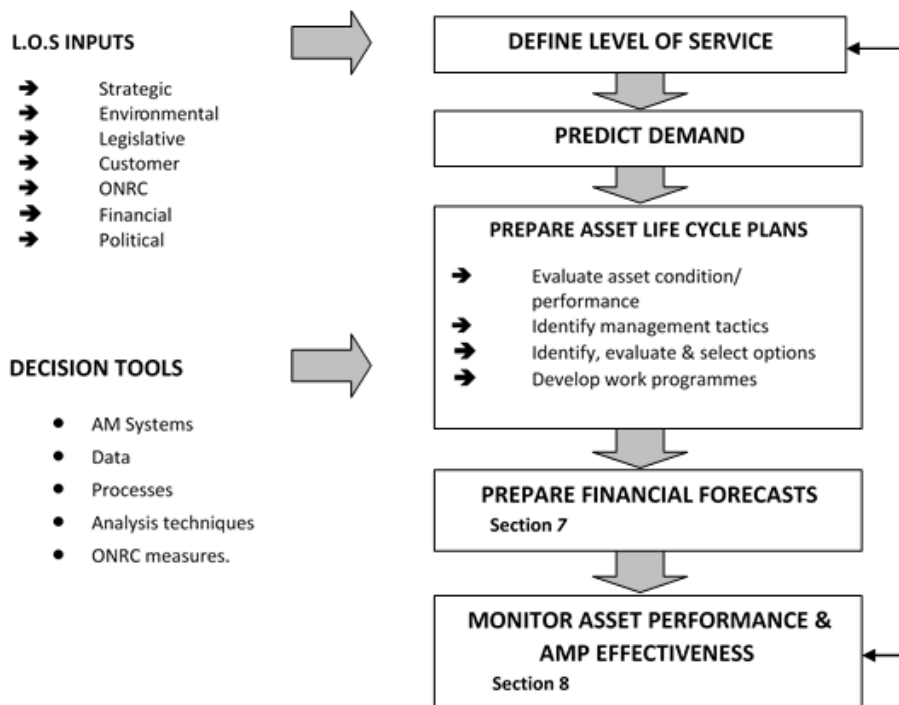 L.O.S INPUTS
Strategic
Environmental
Legislative
Customer
ONRC
Financial
Political
DECISION TOOLS
AM Systems
Data
Processes
Analysis techniques
ONRC measures.
DEFINE LEVEL OF SERVICE
PREDICT DEMAND
PREPARE ASSET LIFE CYCLE PLANS
Evaluate asset condition/
performance
Identify management tactics
Identify, evaluate & select options
Develop work programmes
PREPARE FINANCIAL FORECASTS
Section 7
MONITOR ASSET PERFORMANCE &
AMP EFFECTIVENESS
Section 8